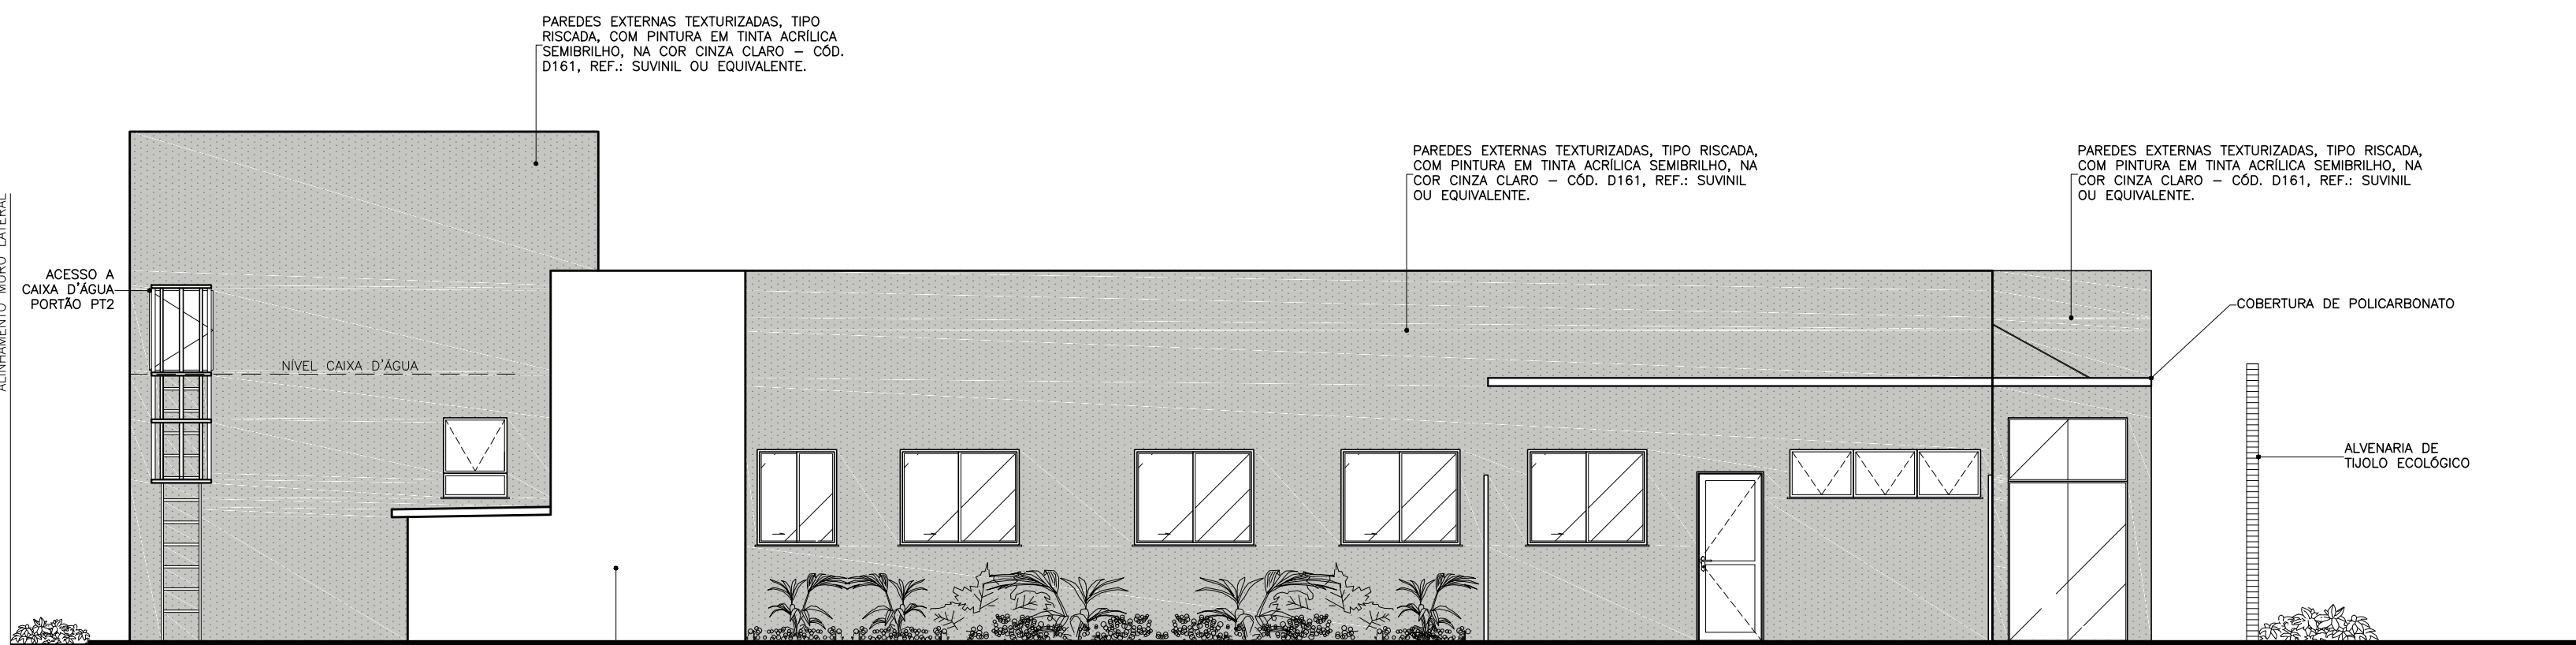 PAREDES EXTERNAS TEXTURIZADAS, TIPO
RISCADA, COM PINTURA EM TINTA ACRÍLICA
SEMIBRILHO, NA COR CINZA CLARO – CÓD.
D161, REF.: SUVINIL OU EQUIVALENTE.
PAREDES EXTERNAS TEXTURIZADAS, TIPO RISCADA,
COM PINTURA EM TINTA ACRÍLICA SEMIBRILHO, NA
COR CINZA CLARO – CÓD. D161, REF.: SUVINIL
OU EQUIVALENTE.
PAREDES EXTERNAS TEXTURIZADAS, TIPO RISCADA,
COM PINTURA EM TINTA ACRÍLICA SEMIBRILHO, NA
COR CINZA CLARO – CÓD. D161, REF.: SUVINIL
OU EQUIVALENTE.
ALINHAMENTO MURO LATERAL
ACESSO A
CAIXA D'ÁGUA
PORTÃO PT2
NÍVEL CAIXA D'ÁGUA
COBERTURA DE POLICARBONATO
ALVENARIA DE
TIJOLO ECOLÓGICO